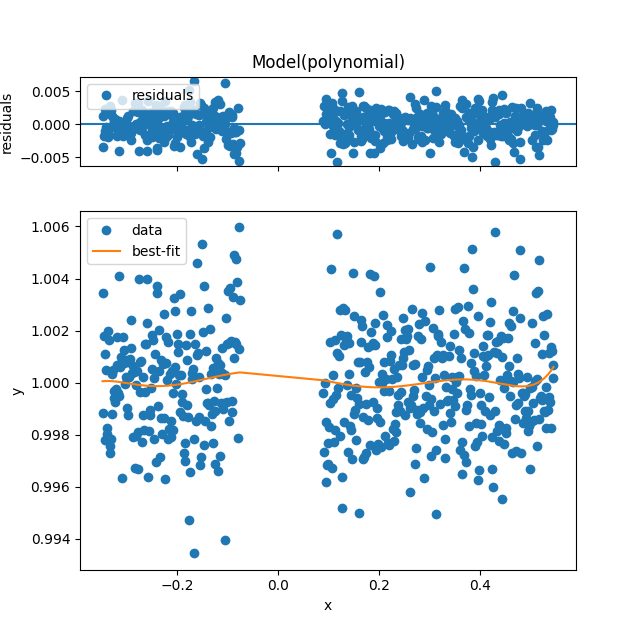 Model(polynomial)
residuals
0.005
0.000
−0.005
residuals
data
best-fit
1.006
1.004
1.002
1.000
0.998
0.996
0.994
y
−0.2
0.0
0.2
0.4
x